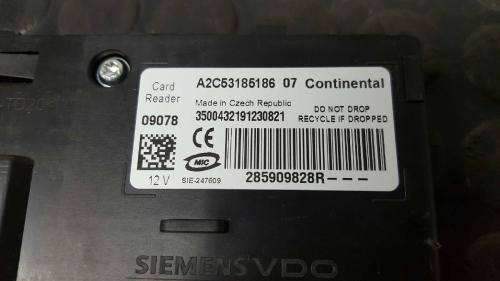 Card Reader
A2C53185186 07 Continental
Made in Czech Republic
DO NOT DROP
RECYCLE IF DROPPED
09078
3500432191230821
CE
MIC
12 V
SIE-247609
285909828R---
SIEMENS VDO